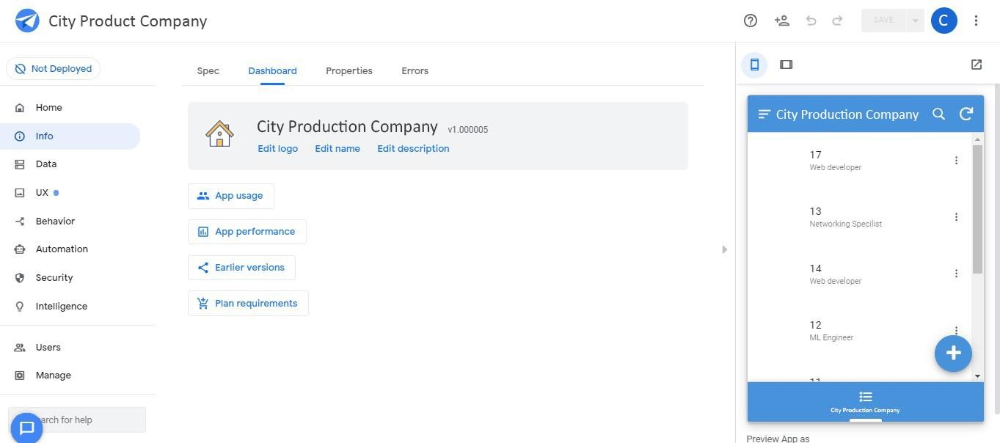 City Product Company
SAVE
C
Not Deployed
Home
Info
Data
UX
Behavior
Automation
Security
Intelligence
Users
Manage
arch for help
Spec Dashboard Properties Errors
City Production Company v1.000005
Edit logo Edit name Edit description
App usage
App performance
Earlier versions
Plan requirements
City Production Company
17
Web developer
13
Networking Specilist
14
Web developer
12
ML Engineer
11
City Production Company
Preview App as